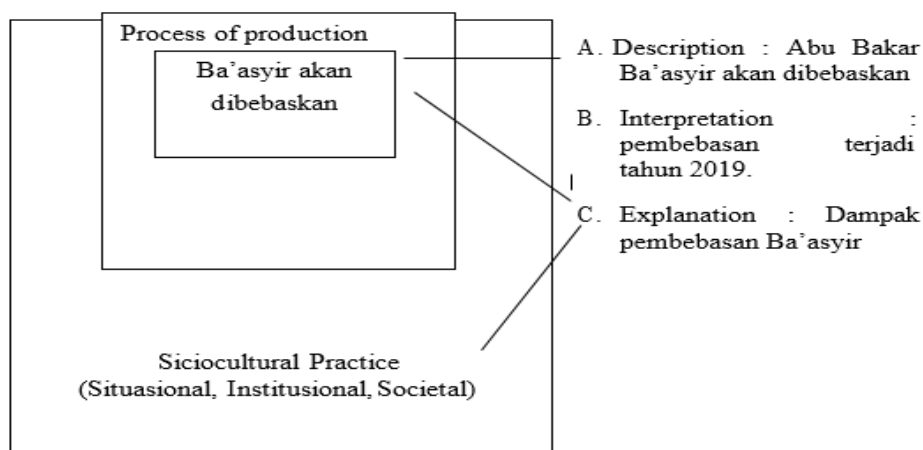 Process of production
Ba’asyir akan
dibebaskan
Siciocultural Practice
(Situasional, Institusional, Societal)
A. Description : Abu Bakar
Ba’asyir akan dibebaskan
B. Interpretation :
pembebasan terjadi
tahun 2019.
C. Explanation : Dampak
pembebasan Ba’asyir